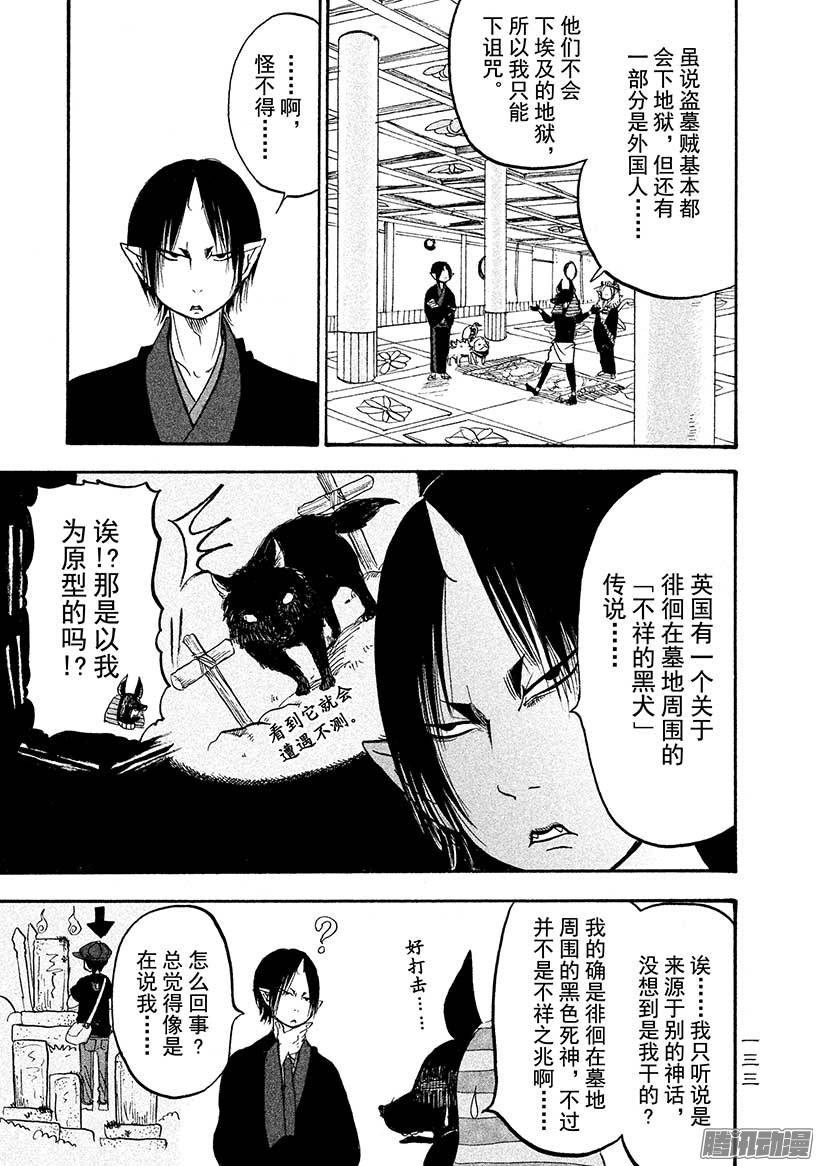 虽说盗墓贼基本都
会下地狱，但还有
一部分是外国人……
他们不会
下埃及的地狱，
所以我只能
下诅咒。
……啊，
怪不得……
英国有一个关于
徘徊在墓地周围的
「不祥的黑犬」
传说……
看到它就会
遭遇不测。
诶!?那是以我
为原型的吗!?
诶……我只听说是
来源于别的神话，
没想到是我干的？
我的确是徘徊在墓地
周围的黑色死神，不过
并不是不祥之兆啊……
好打击……
?
怎么回事？
总觉得像是
在说我……
一三三
腾讯动漫